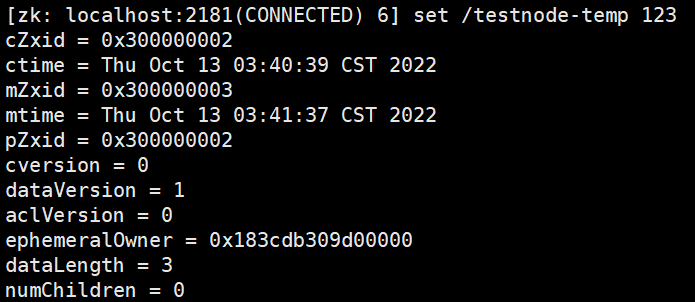 [zk: localhost:2181(CONNECTED) 6] set /testnode-temp 123
cZxid = 0x300000002
ctime = Thu Oct 13 03:40:39 CST 2022
mZxid = 0x300000003
mtime = Thu Oct 13 03:41:37 CST 2022
pZxid = 0x300000002
cversion = 0
dataVersion = 1
aclVersion = 0
ephemeralOwner = 0x183cdb309d00000
dataLength = 3
numChildren = 0